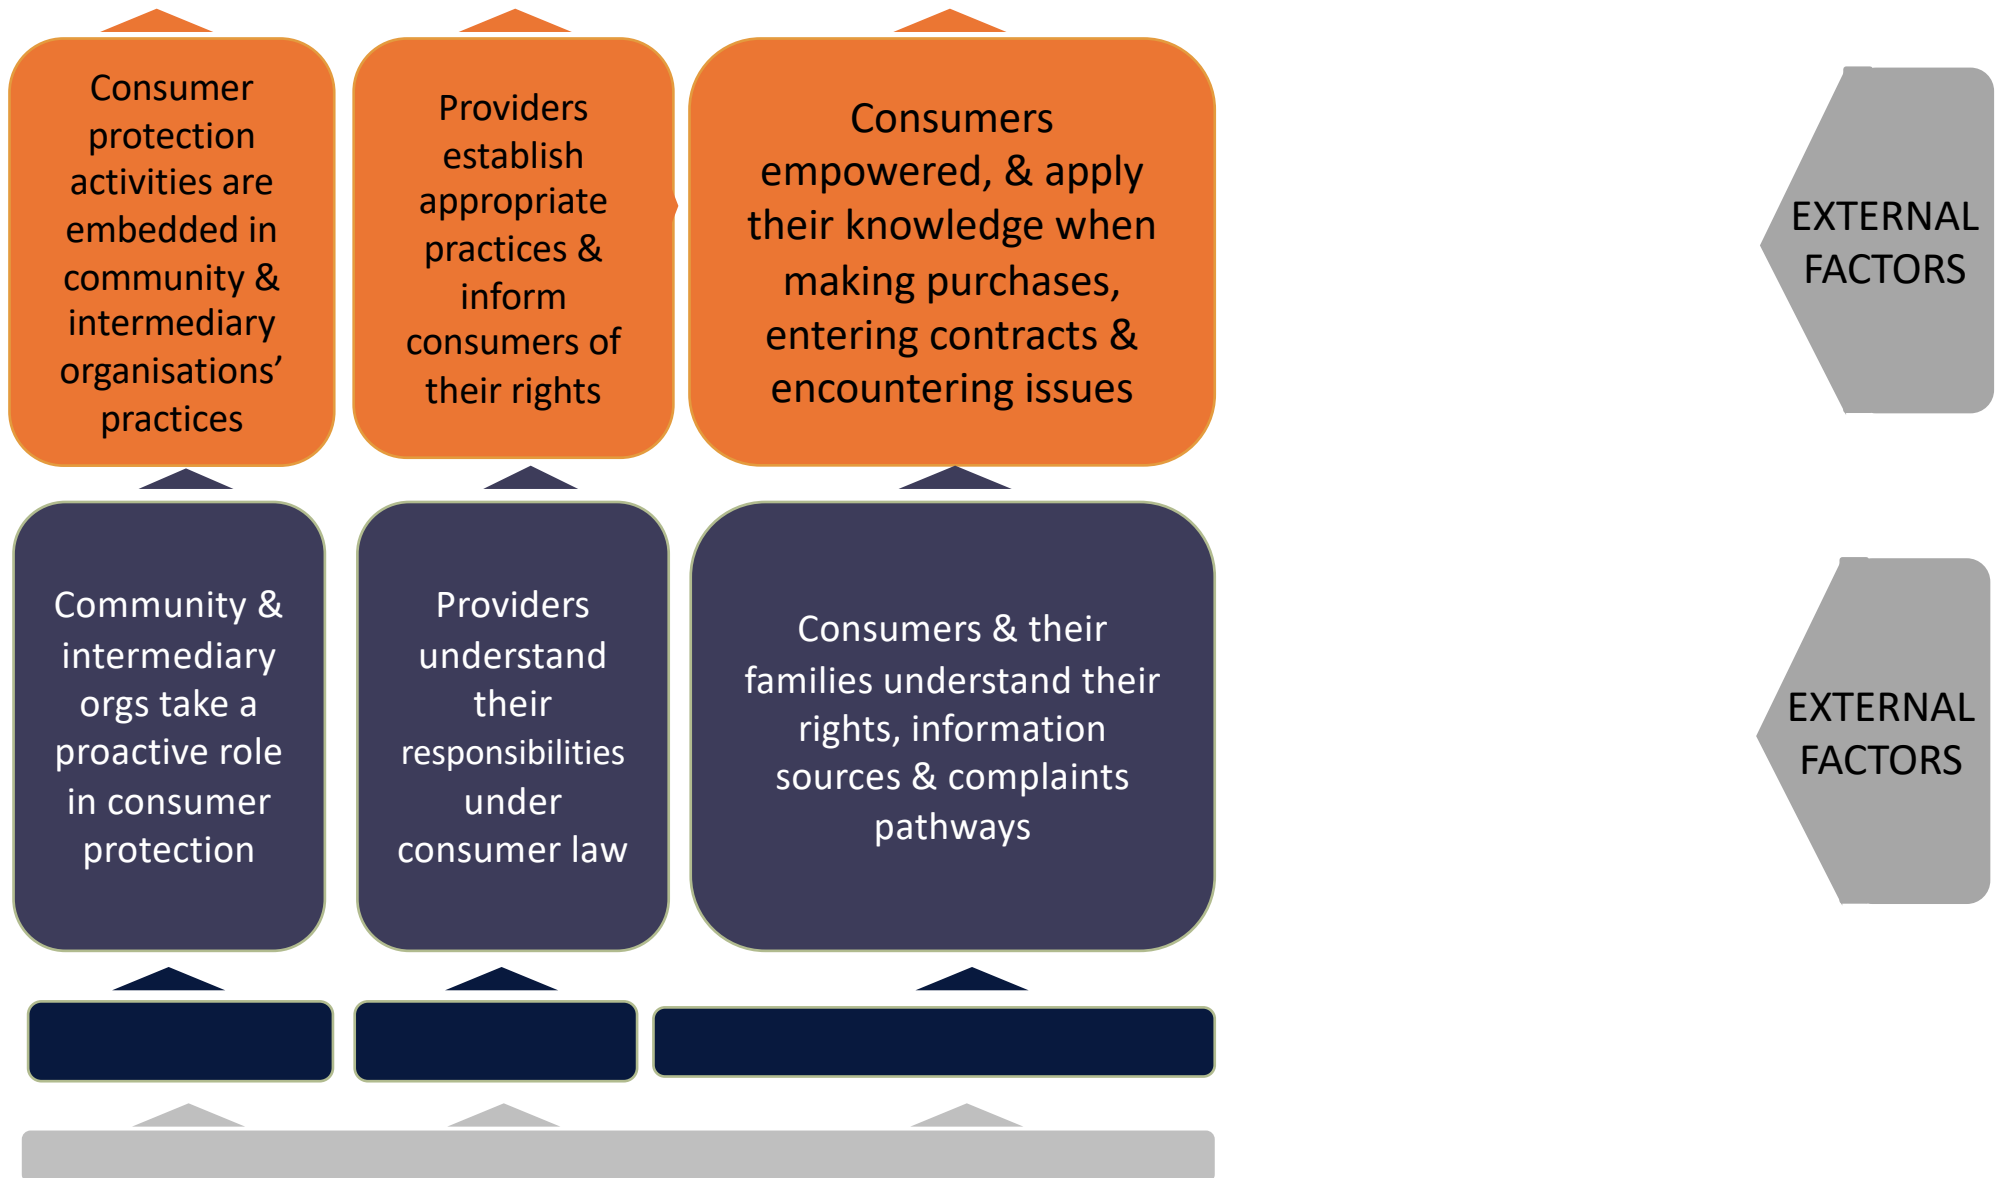 Consumer
protection
activities are
embedded in
community &
intermediary
organisations’
practices
Providers
establish
appropriate
practices &
inform
consumers of
their rights
Consumers
empowered, & apply
their knowledge when
making purchases,
entering contracts &
encountering issues
EXTERNAL
FACTORS
Community &
intermediary
orgs take a
proactive role
in consumer
protection
Providers
understand
their
responsibilities
under
consumer law
Consumers & their
families understand their
rights, information
sources & complaints
pathways
EXTERNAL
FACTORS